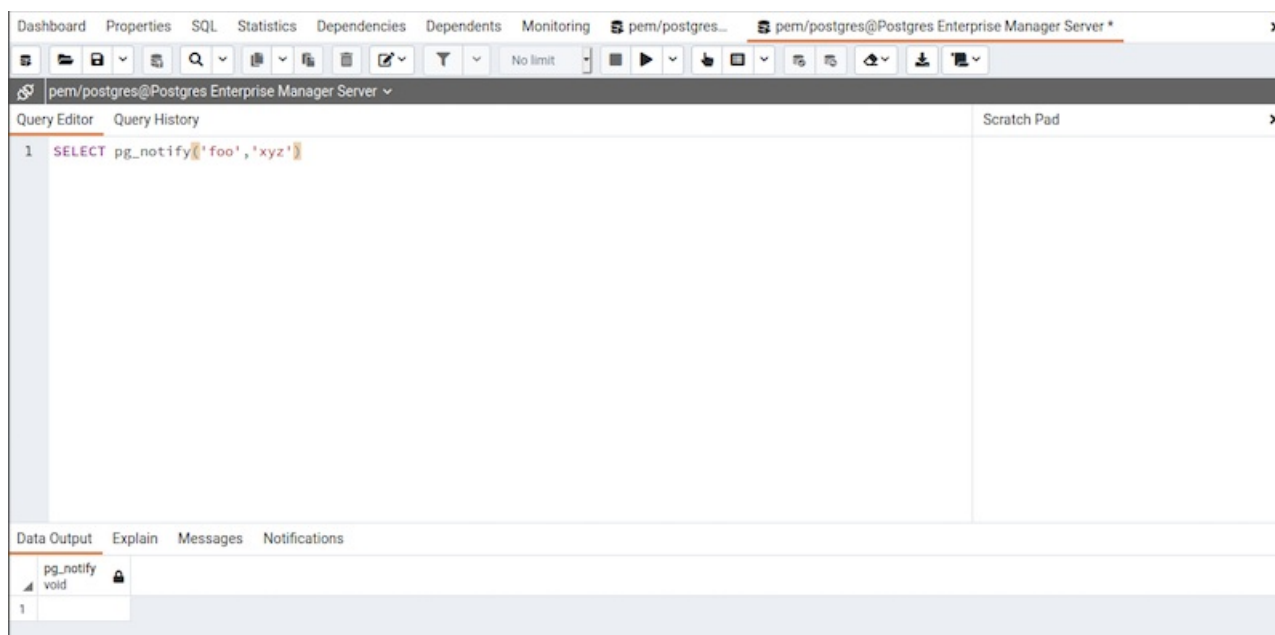 Dashboard Properties SQL Statistics Dependencies Dependents Monitoring pem/postgres... pem/postgres@Postgres Enterprise Manager Server *
No limit
pem/postgres@Postgres Enterprise Manager Server
Query Editor Query History Scratch Pad
1 SELECT pg_notify('foo','xyz')
Data Output Explain Messages Notifications
pg_notify
void
1